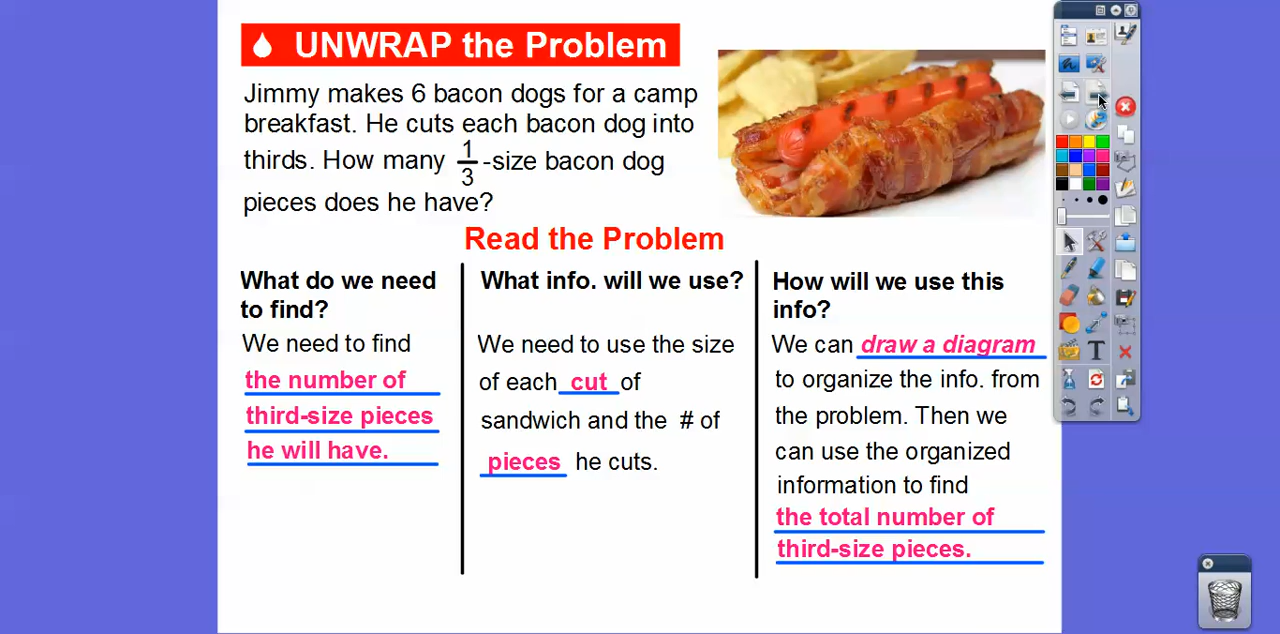 UNWRAP the Problem
Jimmy makes 6 bacon dogs for a camp
breakfast. He cuts each bacon dog into
thirds. How many 1/3 -size bacon dog
pieces does he have?
Read the Problem
What do we need
to find?
We need to find
the number of
third-size pieces
he will have.
What info. will we use?
We need to use the size
of each cut of
sandwich and the # of
pieces he cuts.
How will we use this
info?
We can draw a diagram
to organize the info. from
the problem. Then we
can use the organized
information to find
the total number of
third-size pieces.
T